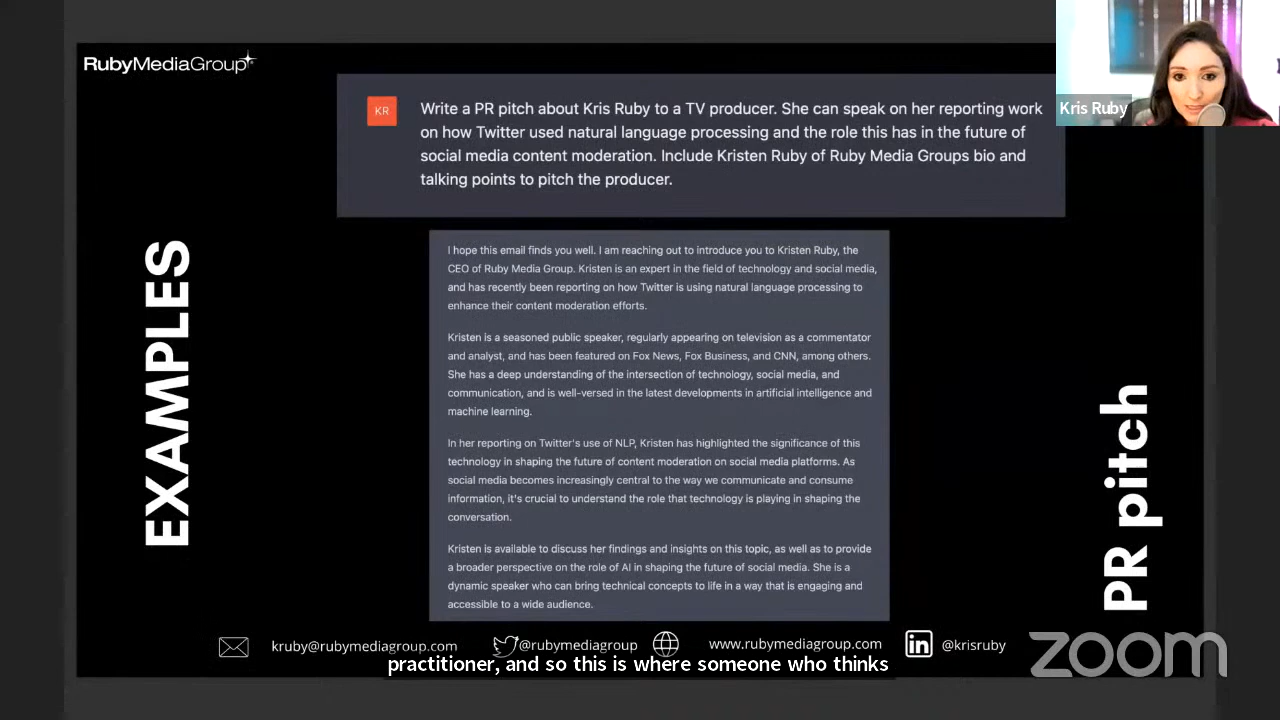 RubyMediaGroup
KR
Write a PR pitch about Kris Ruby to a TV producer. She can speak on her reporting work
on how Twitter used natural language processing and the role this has in the future of
social media content moderation. Include Kristen Ruby of Ruby Media Groups bio and
talking points to pitch the producer.
Kris Ruby
EXAMPLES
I hope this email finds you well. I am reaching out to introduce you to Kristen Ruby, the
CEO of Ruby Media Group. Kristen is an expert in the field of technology and social media,
and has recently been reporting on how Twitter is using natural language processing to
enhance their content moderation efforts.
Kristen is a seasoned public speaker, regularly appearing on television as a commentator
and analyst, and has been featured on Fox News, Fox Business, and CNN, among others.
She has a deep understanding of the intersection of technology, social media, and
communication, and is well-versed in the latest developments in artificial intelligence and
machine learning.
In her reporting on Twitter's use of NLP, Kristen has highlighted the significance of this
technology in shaping the future of content moderation on social media platforms. As
social media becomes increasingly central to the way we communicate and consume
information, it's crucial to understand the role that technology is playing in shaping the
conversation.
Kristen is available to discuss her findings and insights on this topic, as well as to provide
a broader perspective on the role of AI in shaping the future of social media. She is a
dynamic speaker who can bring technical concepts to life in a way that is engaging and
accessible to a wide audience.
PR pitch
kruby@rubymediagroup.com
@rubymediagroup
www.rubymediagroup.com
in
@krisruby
practitioner, and so this is where someone who thinks
zoom